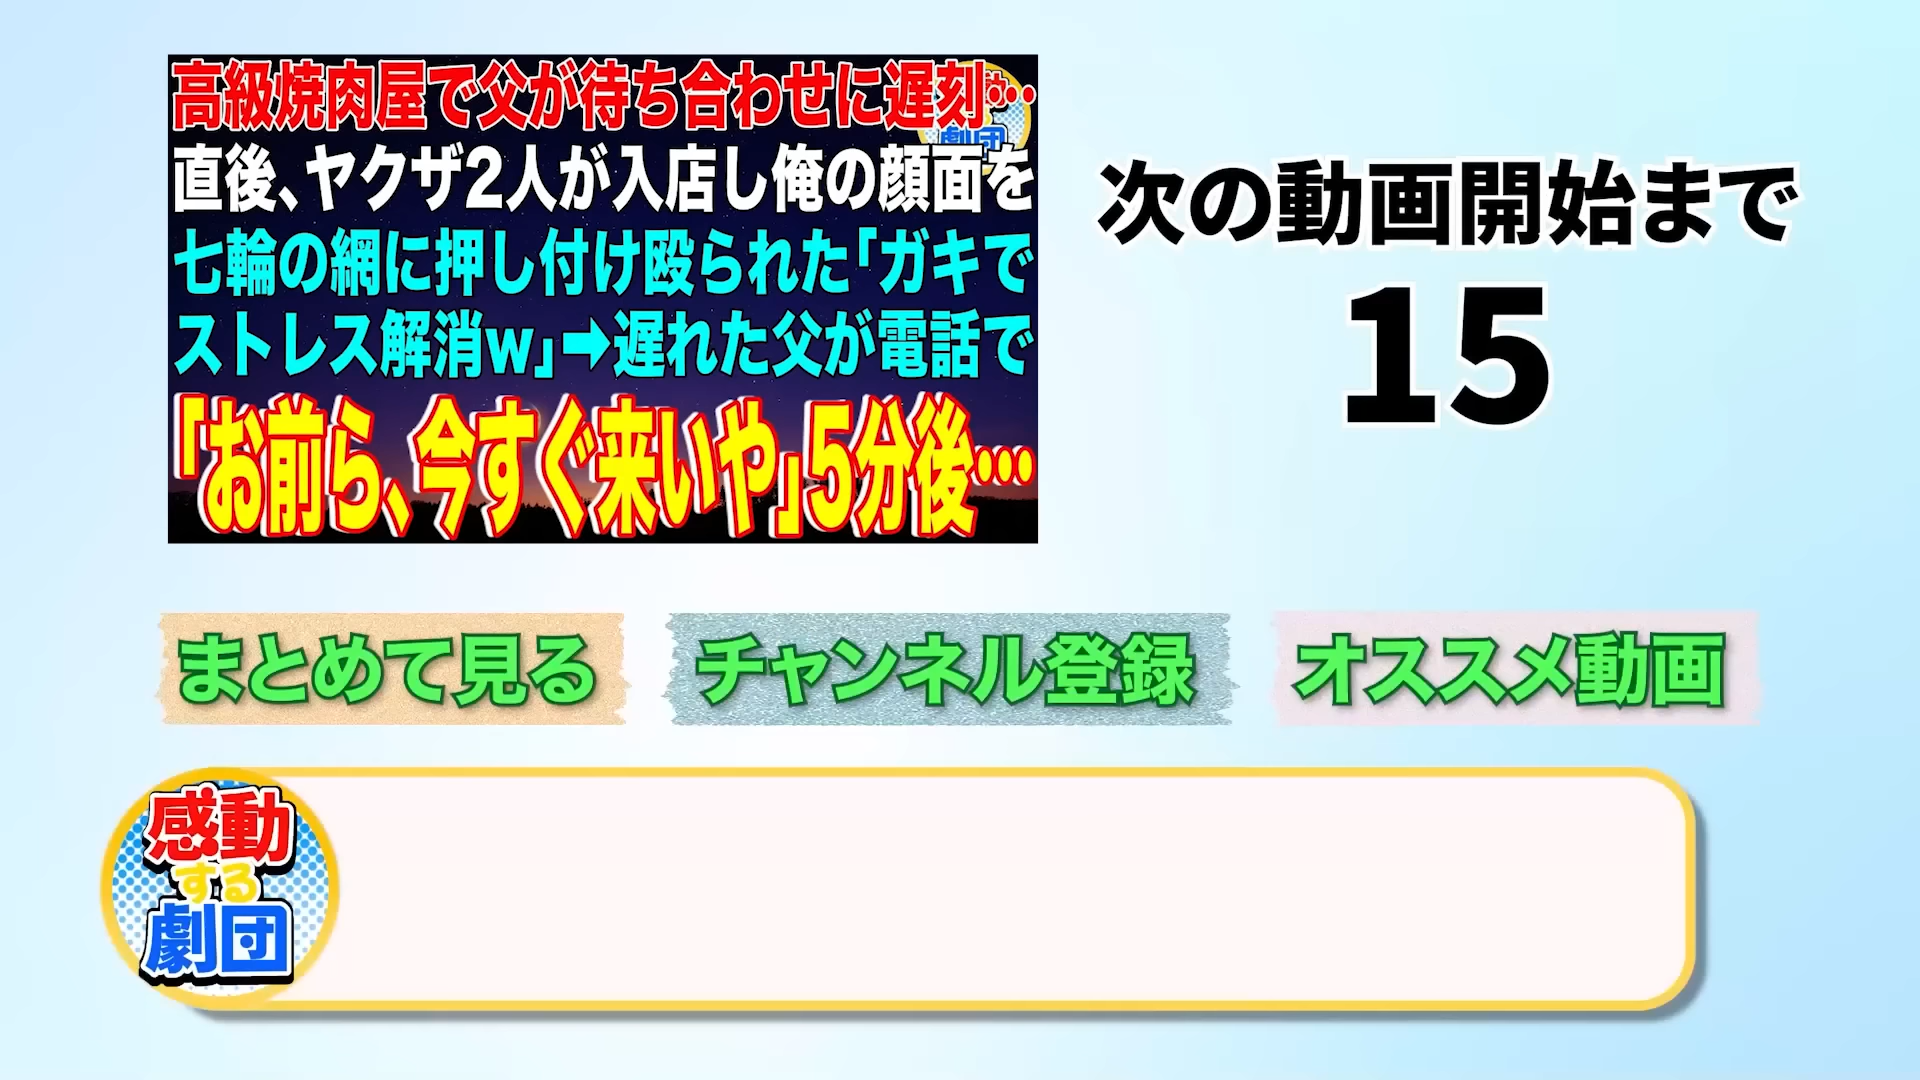 高級焼肉屋で父が待ち合わせに遅刻…
直後、ヤクザ2人が入店し俺の顔面を
七輪の網に押し付け殴られた「ガキで
ストレス解消w」➡遅れた父が電話で
「お前ら、今すぐ来いや」5分後…
次の動画開始まで
15
まとめて見る
チャンネル登録
オススメ動画
感動
する
劇団